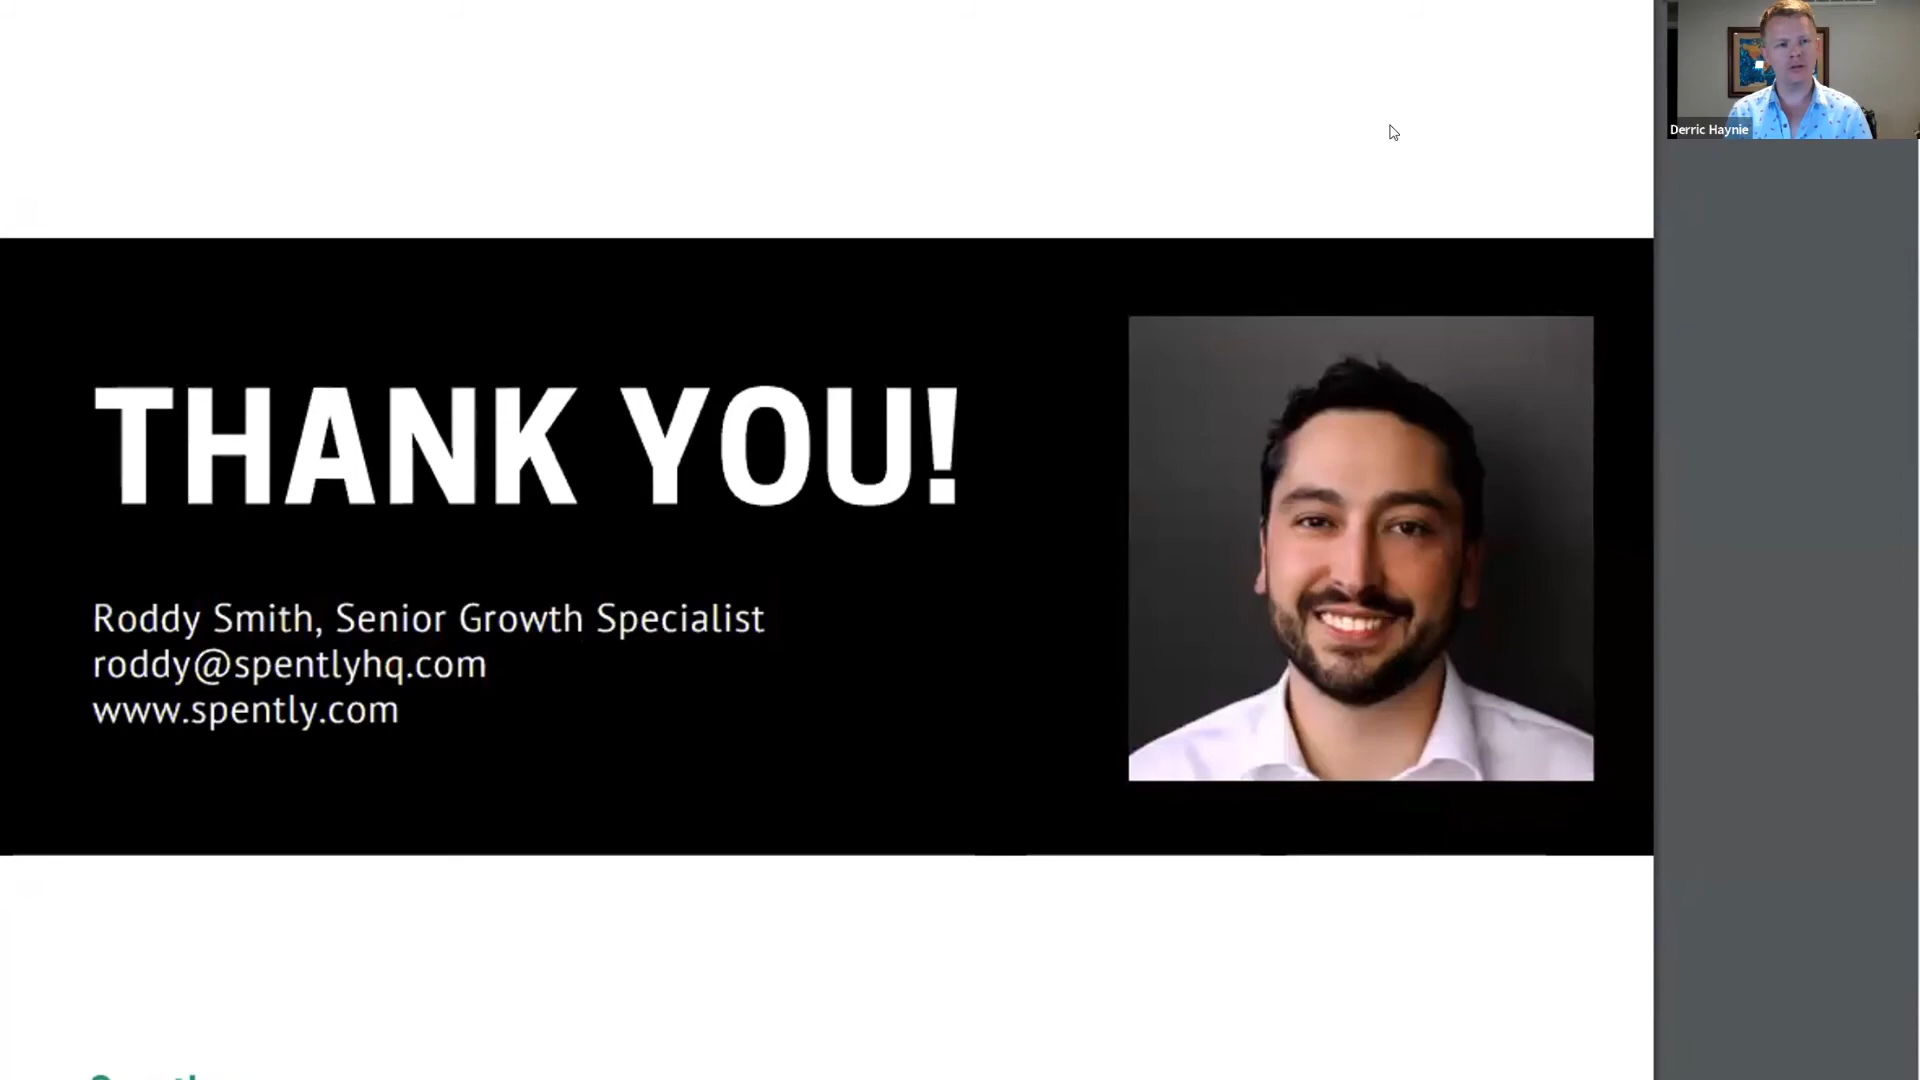 Derric Haynie
THANK YOU!
Roddy Smith, Senior Growth Specialist
roddy@spentlyhq.com
www.spently.com